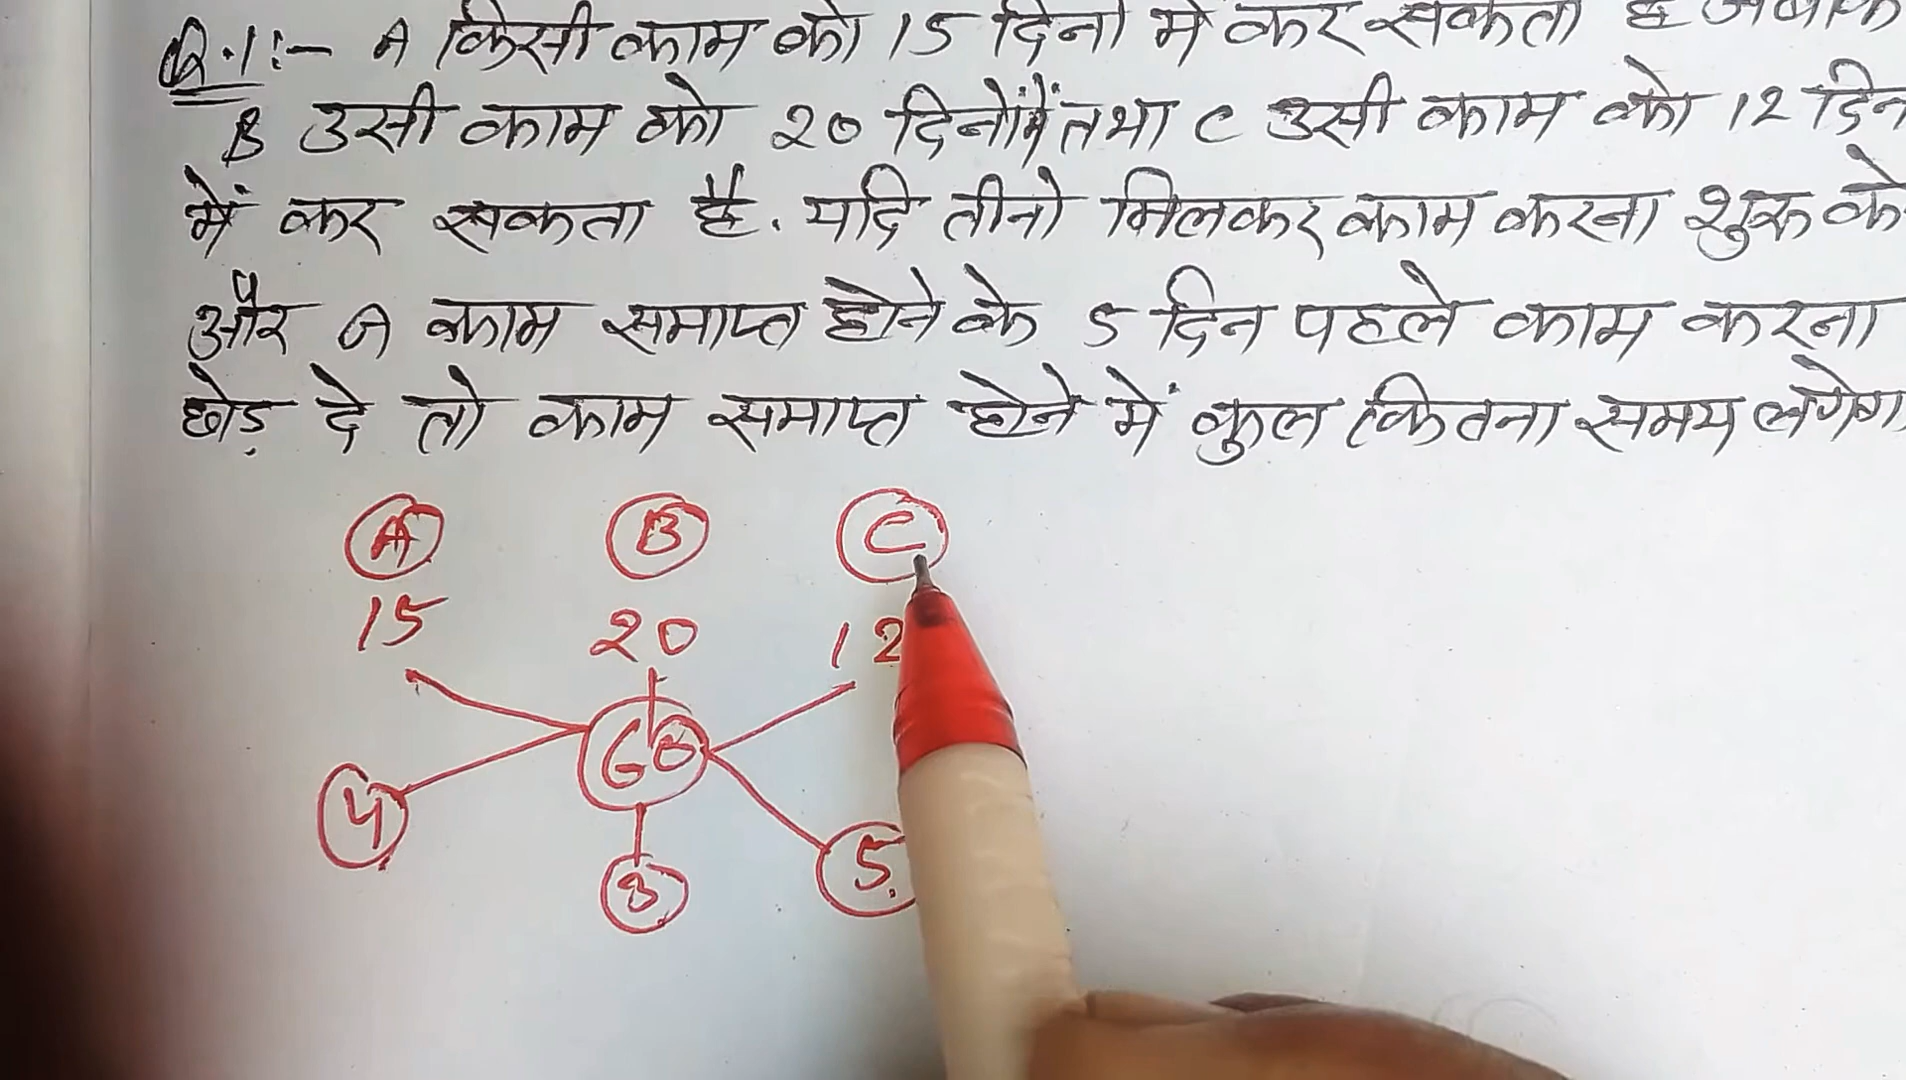 Q.1:- A किसी काम को 15 दिनों में कर सकता है जबकि
B उसी काम को 20 दिनों में तथा C उसी काम को 12 दिन
में कर सकता है. यदि तीनो मिलकर काम करना शुरू करे
और A काम समाप्त होने के 5 दिन पहले काम करना
छोड़ दे तो काम समाप्त होने में कुल कितना समय लगेगा
A B C
15 20 12
60
4 3 5